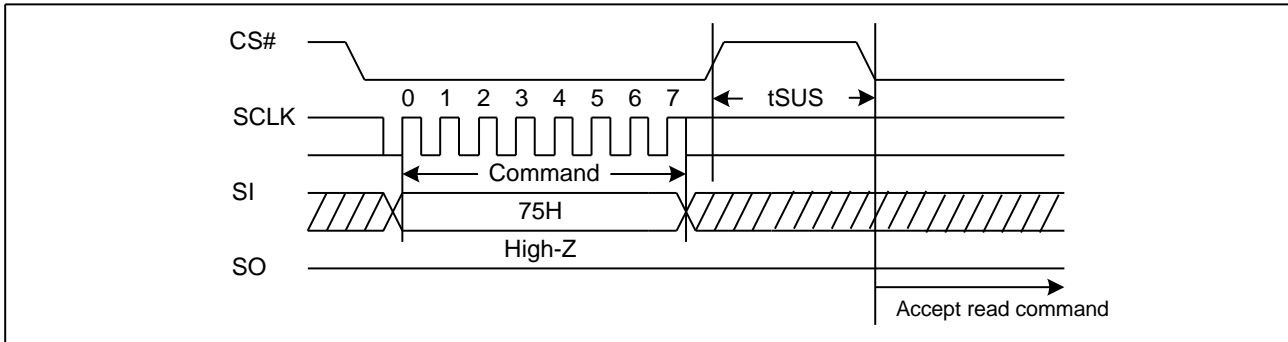 CS#
tSUS
0 1 2 3 4 5 6 7
SCLK
Command
SI
75H
High-Z
SO
Accept read command